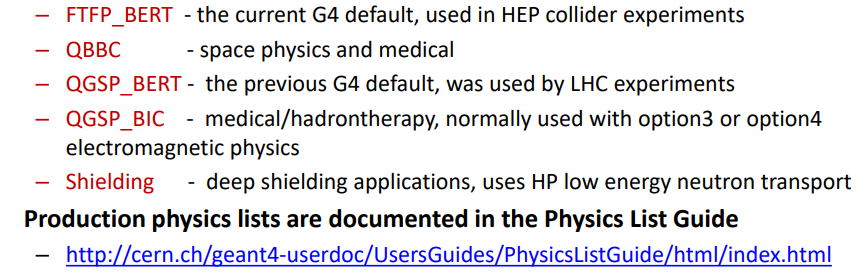 – FTFP_BERT - the current G4 default, used in HEP collider experiments
– QBBC - space physics and medical
– QGSP_BERT - the previous G4 default, was used by LHC experiments
– QGSP_BIC - medical/hadrontherapy, normally used with option3 or option4
electromagnetic physics
– Shielding - deep shielding applications, uses HP low energy neutron transport
Production physics lists are documented in the Physics List Guide
– http://cern.ch/geant4-userdoc/UsersGuides/PhysicsListGuide/html/index.html